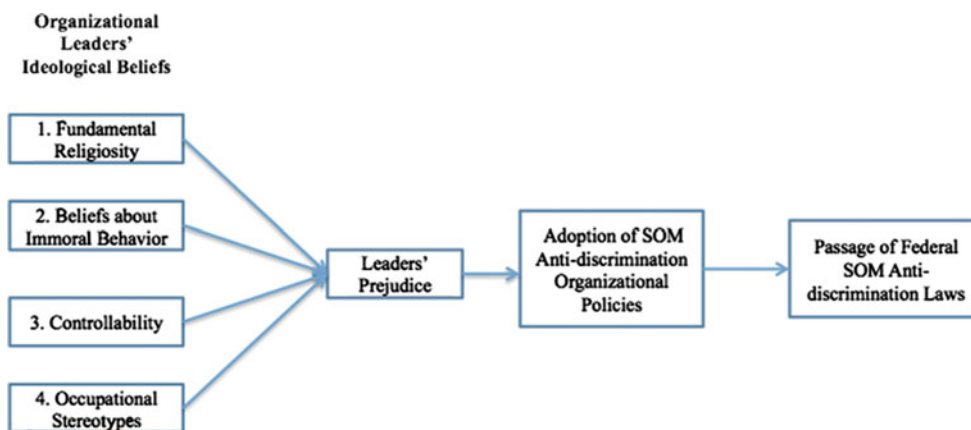 Organizational
Leaders'
Ideological Beliefs
1. Fundamental
Religiosity
2. Beliefs about
Immoral Behavior
3. Controllability
4. Occupational
Stereotypes
Leaders'
Prejudice
Adoption of SOM
Anti-discrimination
Organizational
Policies
Passage of Federal
SOM Anti-
discrimination Laws